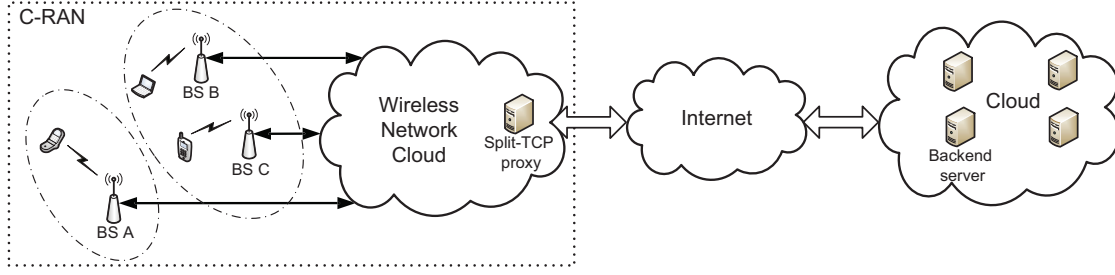 C-RAN
BS B
BS C
BS A
Wireless
Network
Cloud
Split-TCP
proxy
Internet
Cloud
Backend
server